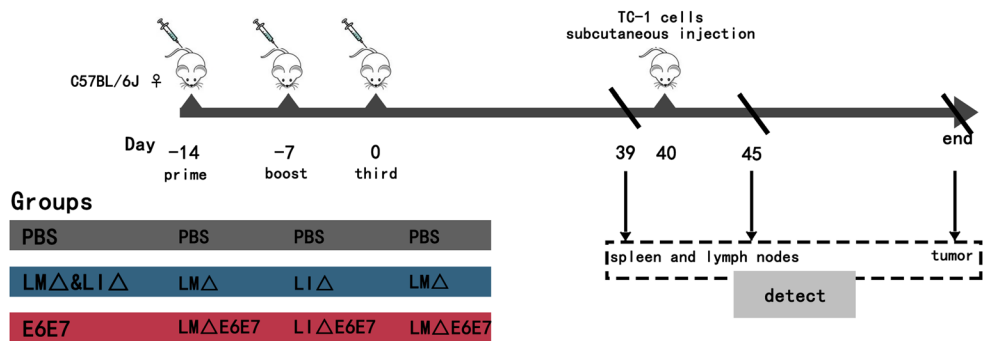 TC-1 cells
subcutaneous injection
C57BL/6J ♀
Day -14 -7 0 39 40 45 end
prime boost third
Groups
PBS PBS PBS PBS
LM△&LI△ LM△ LI△ LM△
E6E7 LM△E6E7 LI△E6E7 LM△E6E7
spleen and lymph nodes tumor
detect